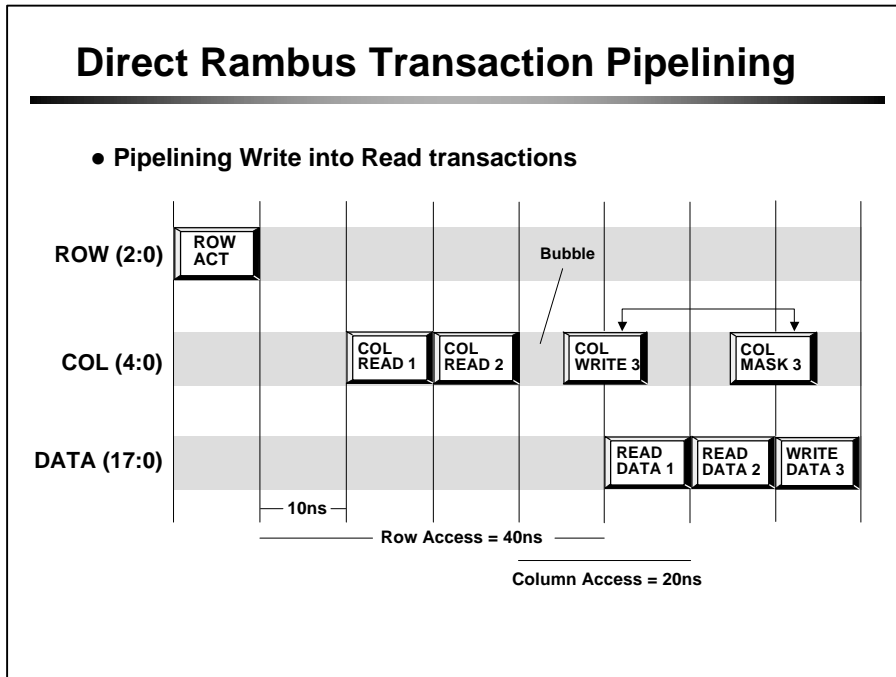 Direct Rambus Transaction Pipelining
● Pipelining Write into Read transactions
ROW (2:0)
ROW
ACT
Bubble
COL (4:0)
COL
READ 1
COL
READ 2
COL
WRITE 3
COL
MASK 3
DATA (17:0)
READ
DATA 1
READ
DATA 2
WRITE
DATA 3
10ns
Row Access = 40ns
Column Access = 20ns